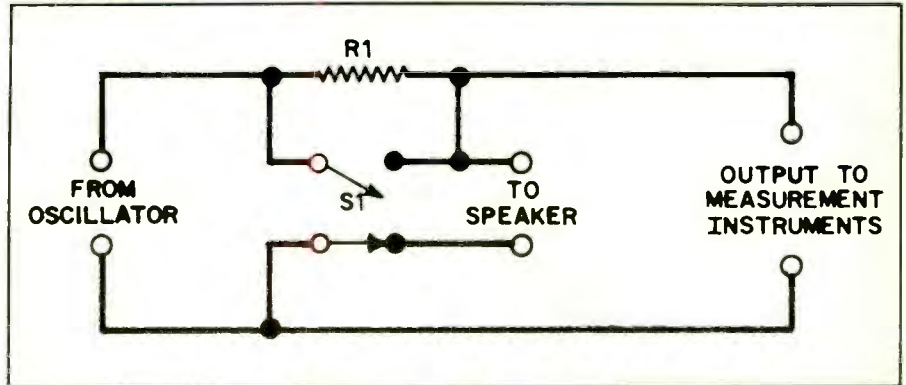 R1
FROM
OSCILLATOR
S1
TO
SPEAKER
OUTPUT TO
MEASUREMENT
INSTRUMENTS